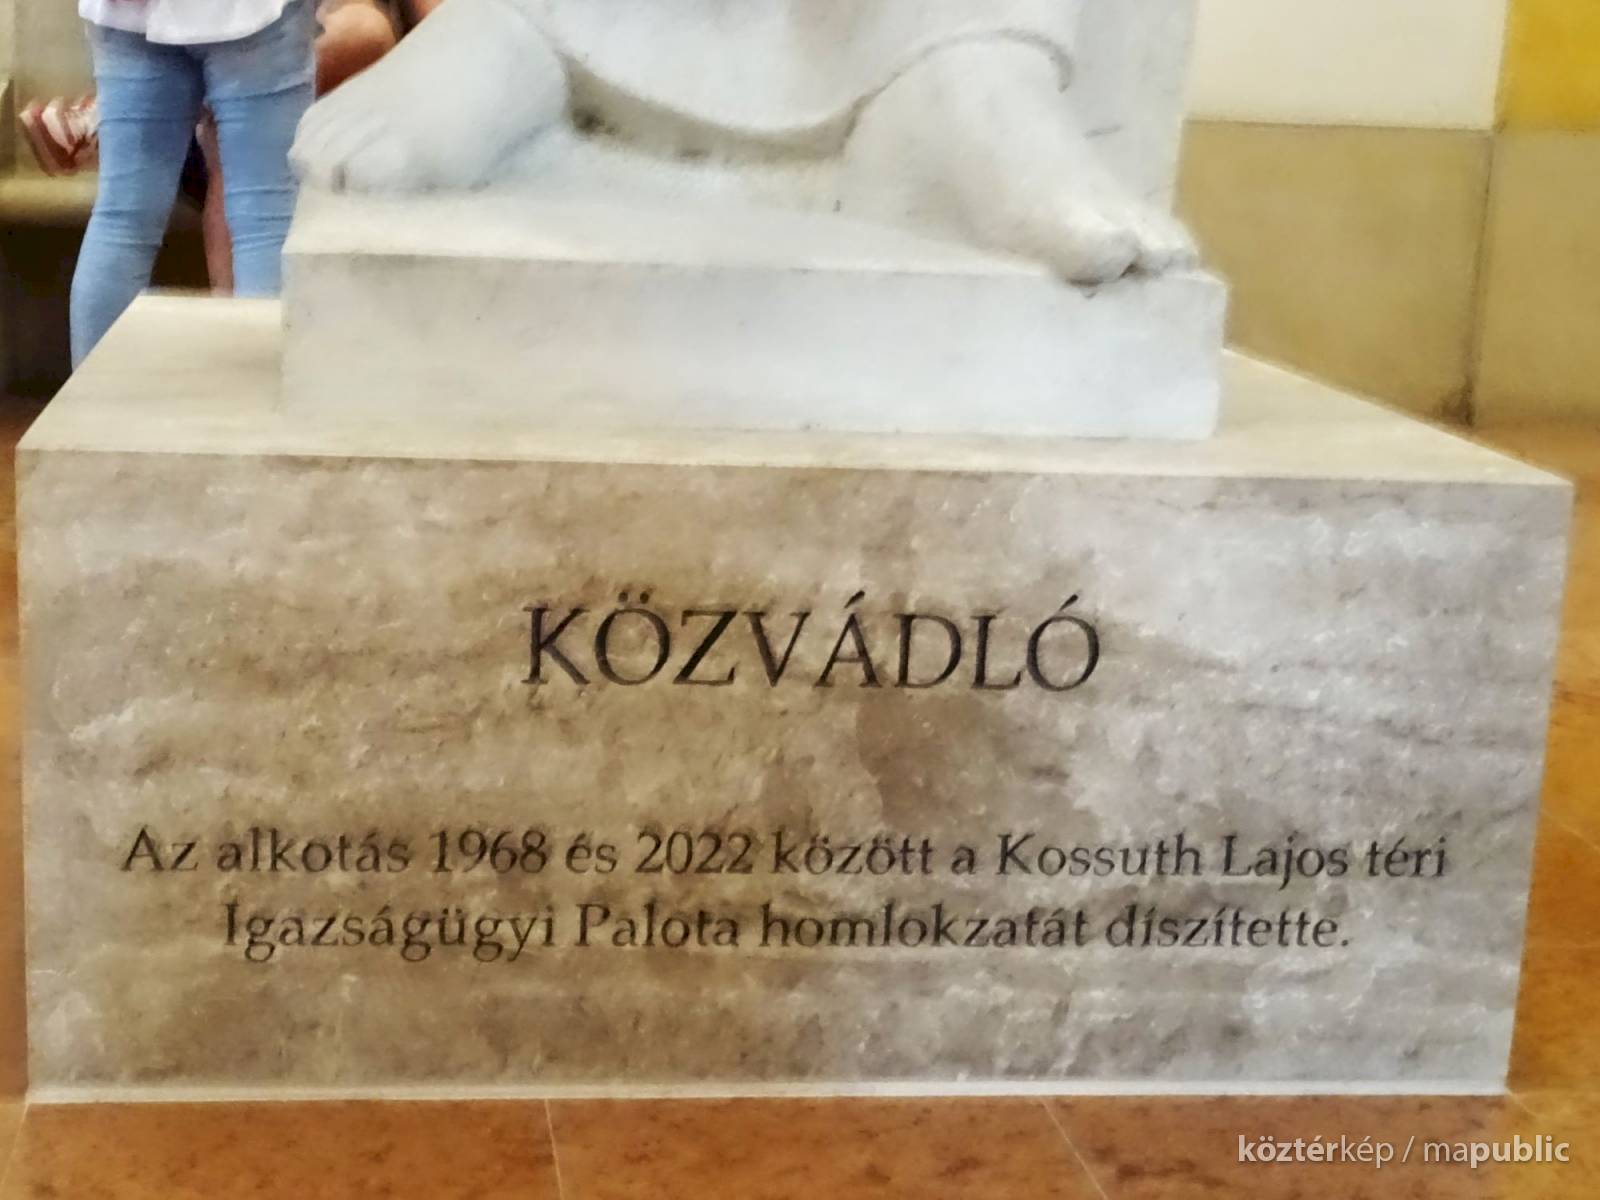 KÖZVÁDLÓ
Az alkotás 1968 és 2022 között a Kossuth Lajos téri
Igazságügyi Palota homlokzatát díszítette.
köztérkép / mapublic